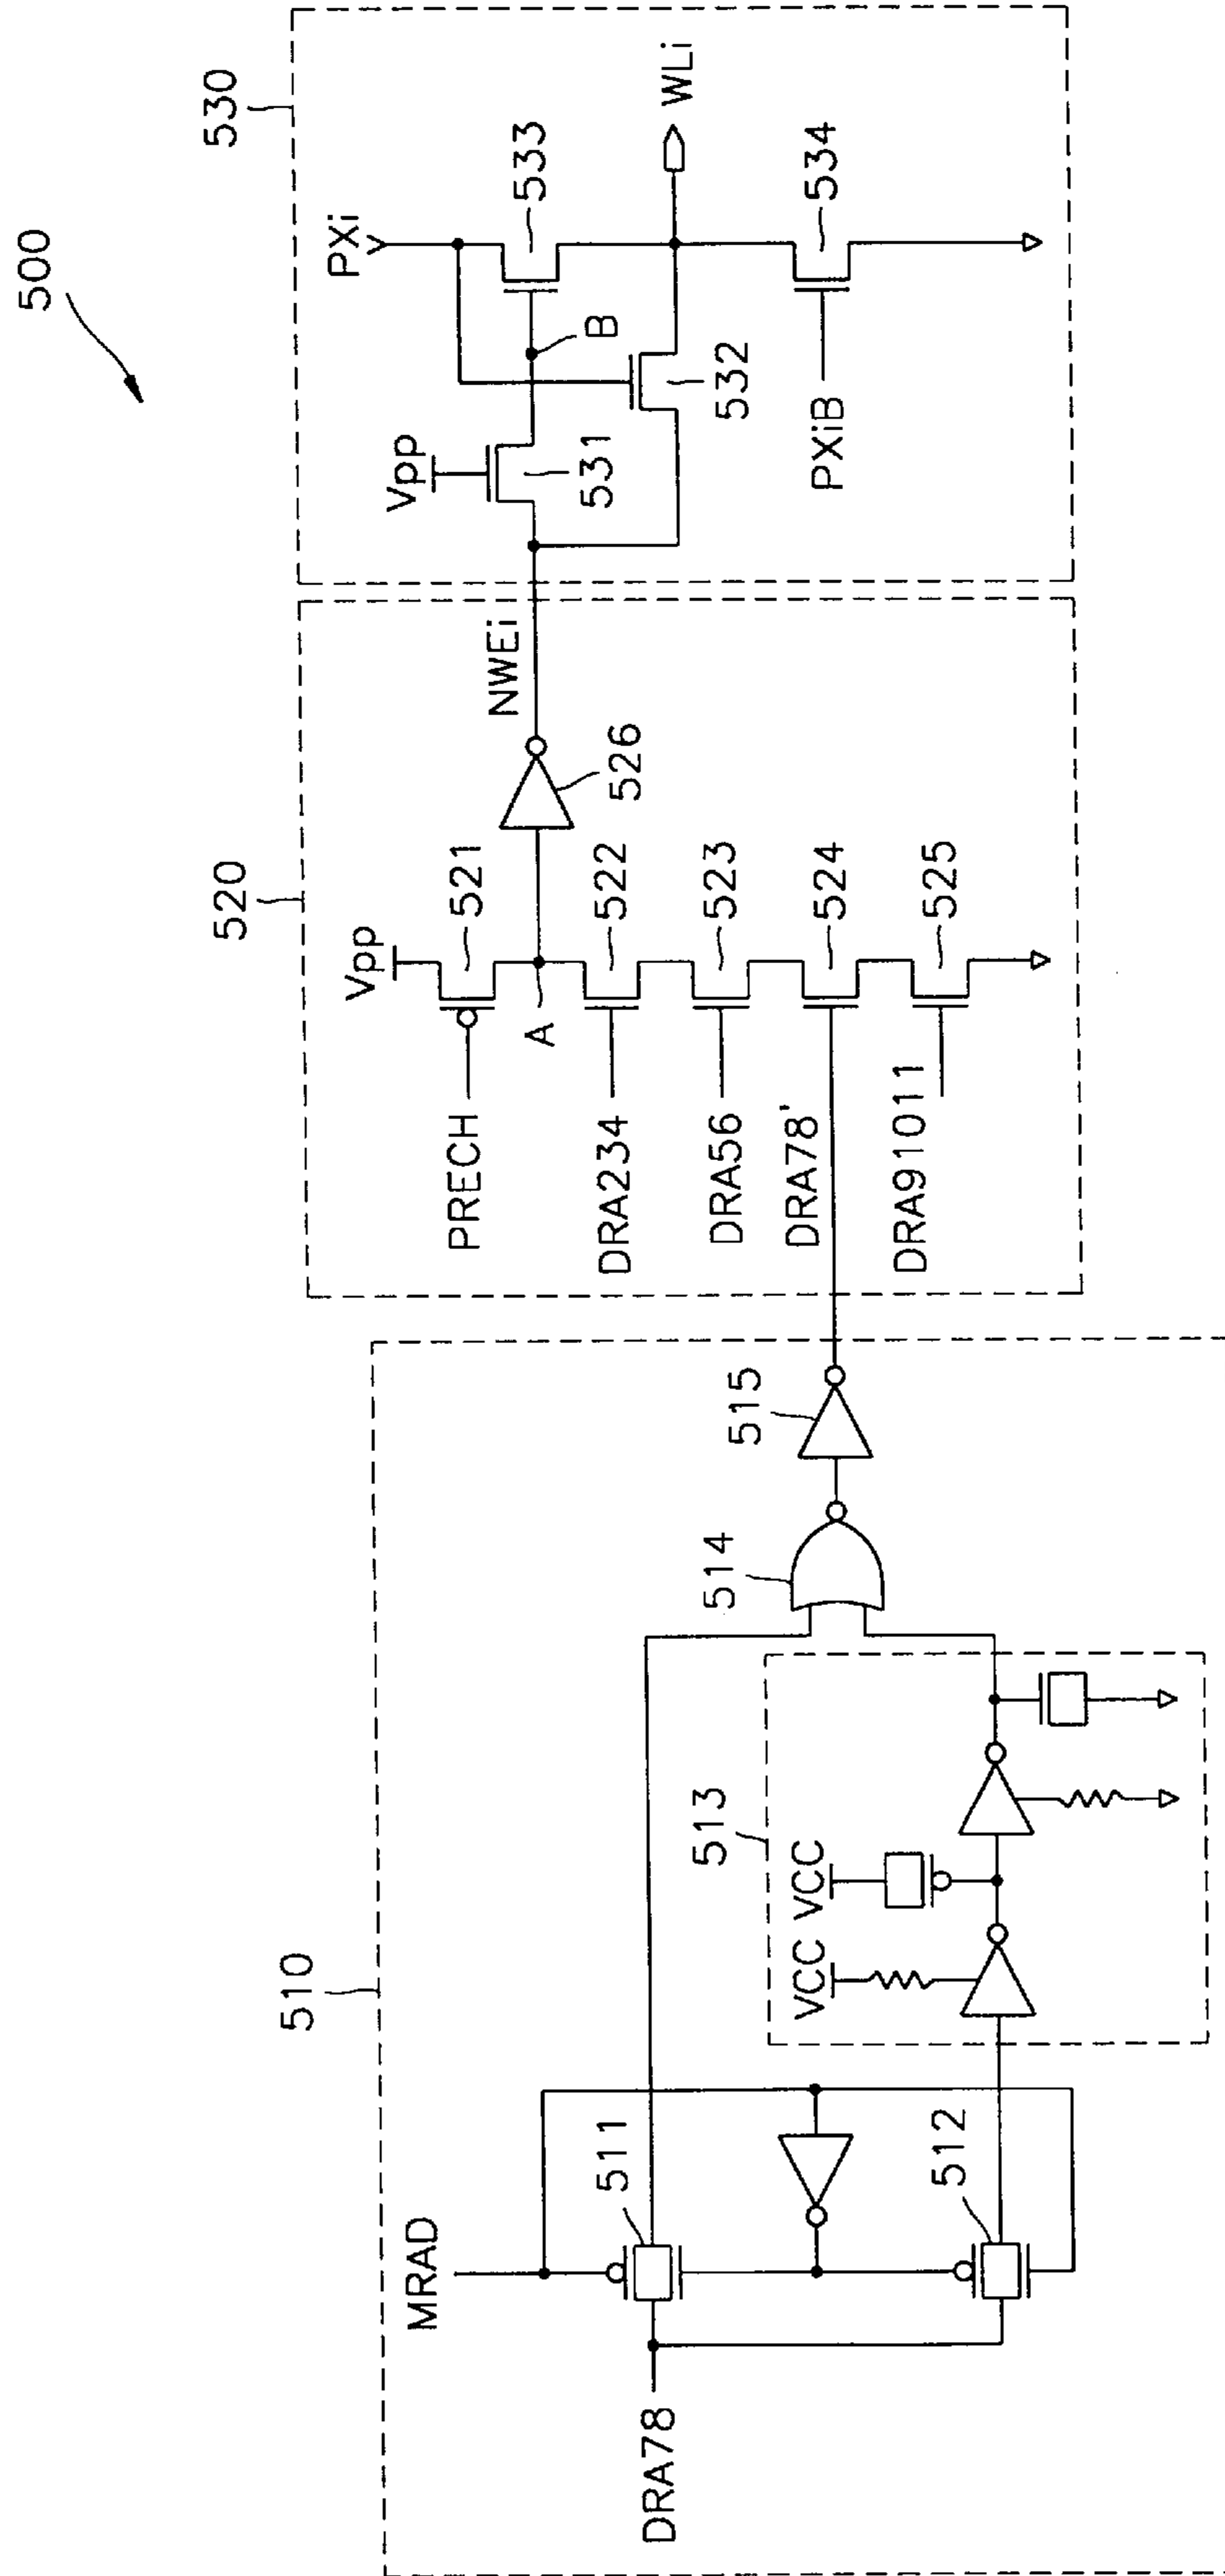 500
510
MRAD
DRA78
511
512
513
VCC
VCC
514
515
520
Vpp
PRECH
521
A
DRA234
522
DRA56
523
DRA78'
524
DRA91011
525
526
NWEi
530
PXi
Vpp
531
B
533
532
WLi
PXiB
534